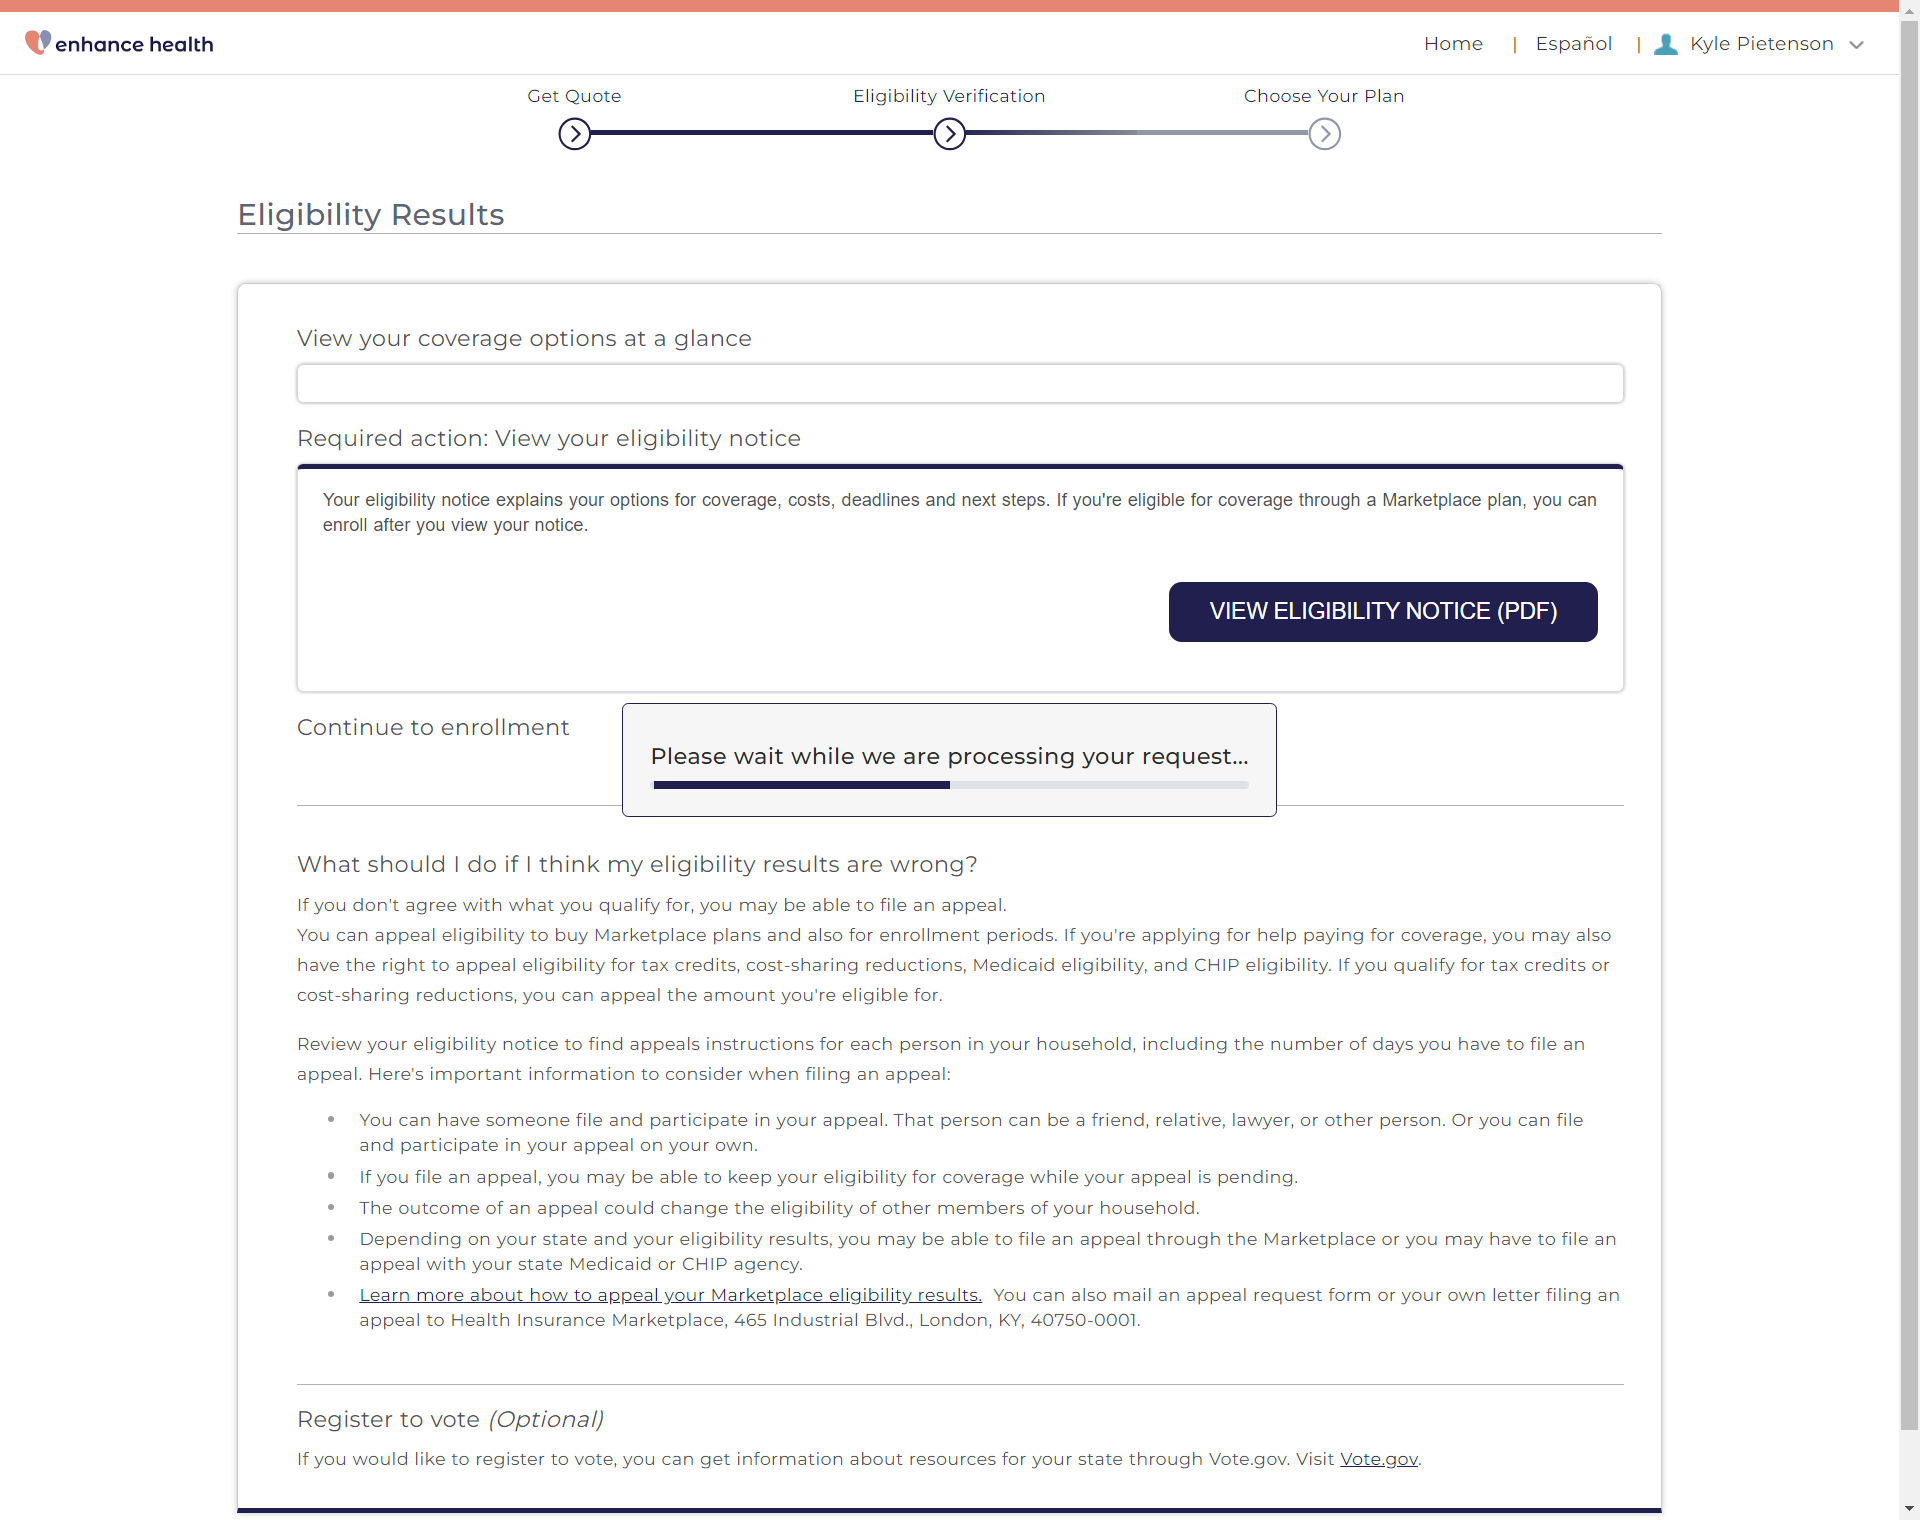 enhance health
Home | Español | Kyle Pietenson
Get Quote
Eligibility Verification
Choose Your Plan
Eligibility Results
View your coverage options at a glance
Required action: View your eligibility notice
Your eligibility notice explains your options for coverage, costs, deadlines and next steps. If you're eligible for coverage through a Marketplace plan, you can
enroll after you view your notice.
VIEW ELIGIBILITY NOTICE (PDF)
Continue to enrollment
Please wait while we are processing your request...
What should I do if I think my eligibility results are wrong?
If you don't agree with what you qualify for, you may be able to file an appeal.
You can appeal eligibility to buy Marketplace plans and also for enrollment periods. If you're applying for help paying for coverage, you may also
have the right to appeal eligibility for tax credits, cost-sharing reductions, Medicaid eligibility, and CHIP eligibility. If you qualify for tax credits or
cost-sharing reductions, you can appeal the amount you're eligible for.
Review your eligibility notice to find appeals instructions for each person in your household, including the number of days you have to file an
appeal. Here's important information to consider when filing an appeal:
• You can have someone file and participate in your appeal. That person can be a friend, relative, lawyer, or other person. Or you can file
and participate in your appeal on your own.
• If you file an appeal, you may be able to keep your eligibility for coverage while your appeal is pending.
• The outcome of an appeal could change the eligibility of other members of your household.
• Depending on your state and your eligibility results, you may be able to file an appeal through the Marketplace or you may have to file an
appeal with your state Medicaid or CHIP agency.
• Learn more about how to appeal your Marketplace eligibility results. You can also mail an appeal request form or your own letter filing an
appeal to Health Insurance Marketplace, 465 Industrial Blvd., London, KY, 40750-0001.
Register to vote (Optional)
If you would like to register to vote, you can get information about resources for your state through Vote.gov. Visit Vote.gov.